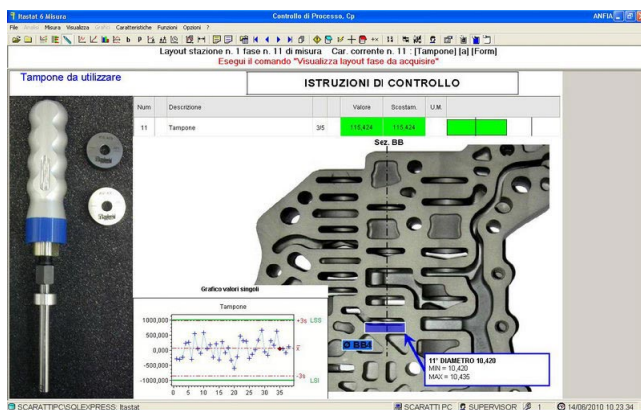 Itastat 6 Misura
Controllo di Processo, Cp
ANFIA
File Misura Visualizza Grafici Caratteristiche Funzioni Opzioni ?
Layout stazione n. 1 fase n. 11 di misura Car. corrente n. 11 : [Tampone] [a] [Form]
Esegui il comando "Visualizza layout fase da acquisire"
Tampone da utilizzare
ISTRUZIONI DI CONTROLLO
Num Descrizione Valore Scostam. U.M.
11 Tampone 3/5 115,424 115,424
Sez. BB
Grafico valori singoli
Tampone
1000,000 +3s LSS
500,000
0,000
-500,000 -3s
-1000,000 LSI
0 5 10 15 20 25 30 35
Ø BB4
11° DIAMETRO 10,420
MIN = 10,420
MAX = 10,435
SCARATTIPC\SQLEXPRESS: Itastat
SCARATTI PC SUPERVISOR 1 14/06/2010 10.23.34